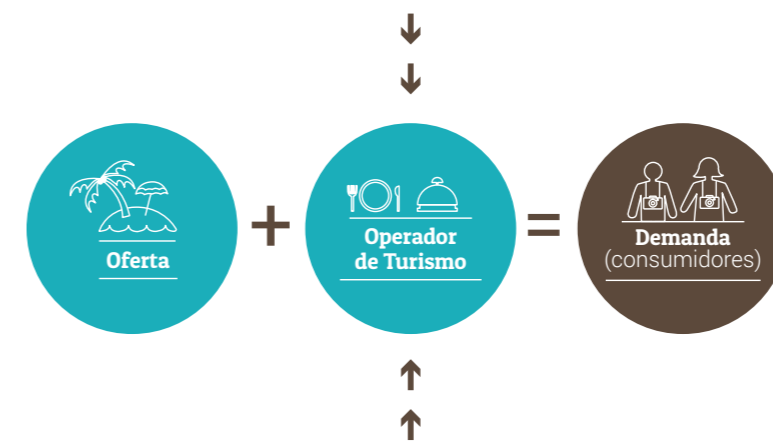 Oferta
+
Operador
de Turismo
=
Demanda
(consumidores)